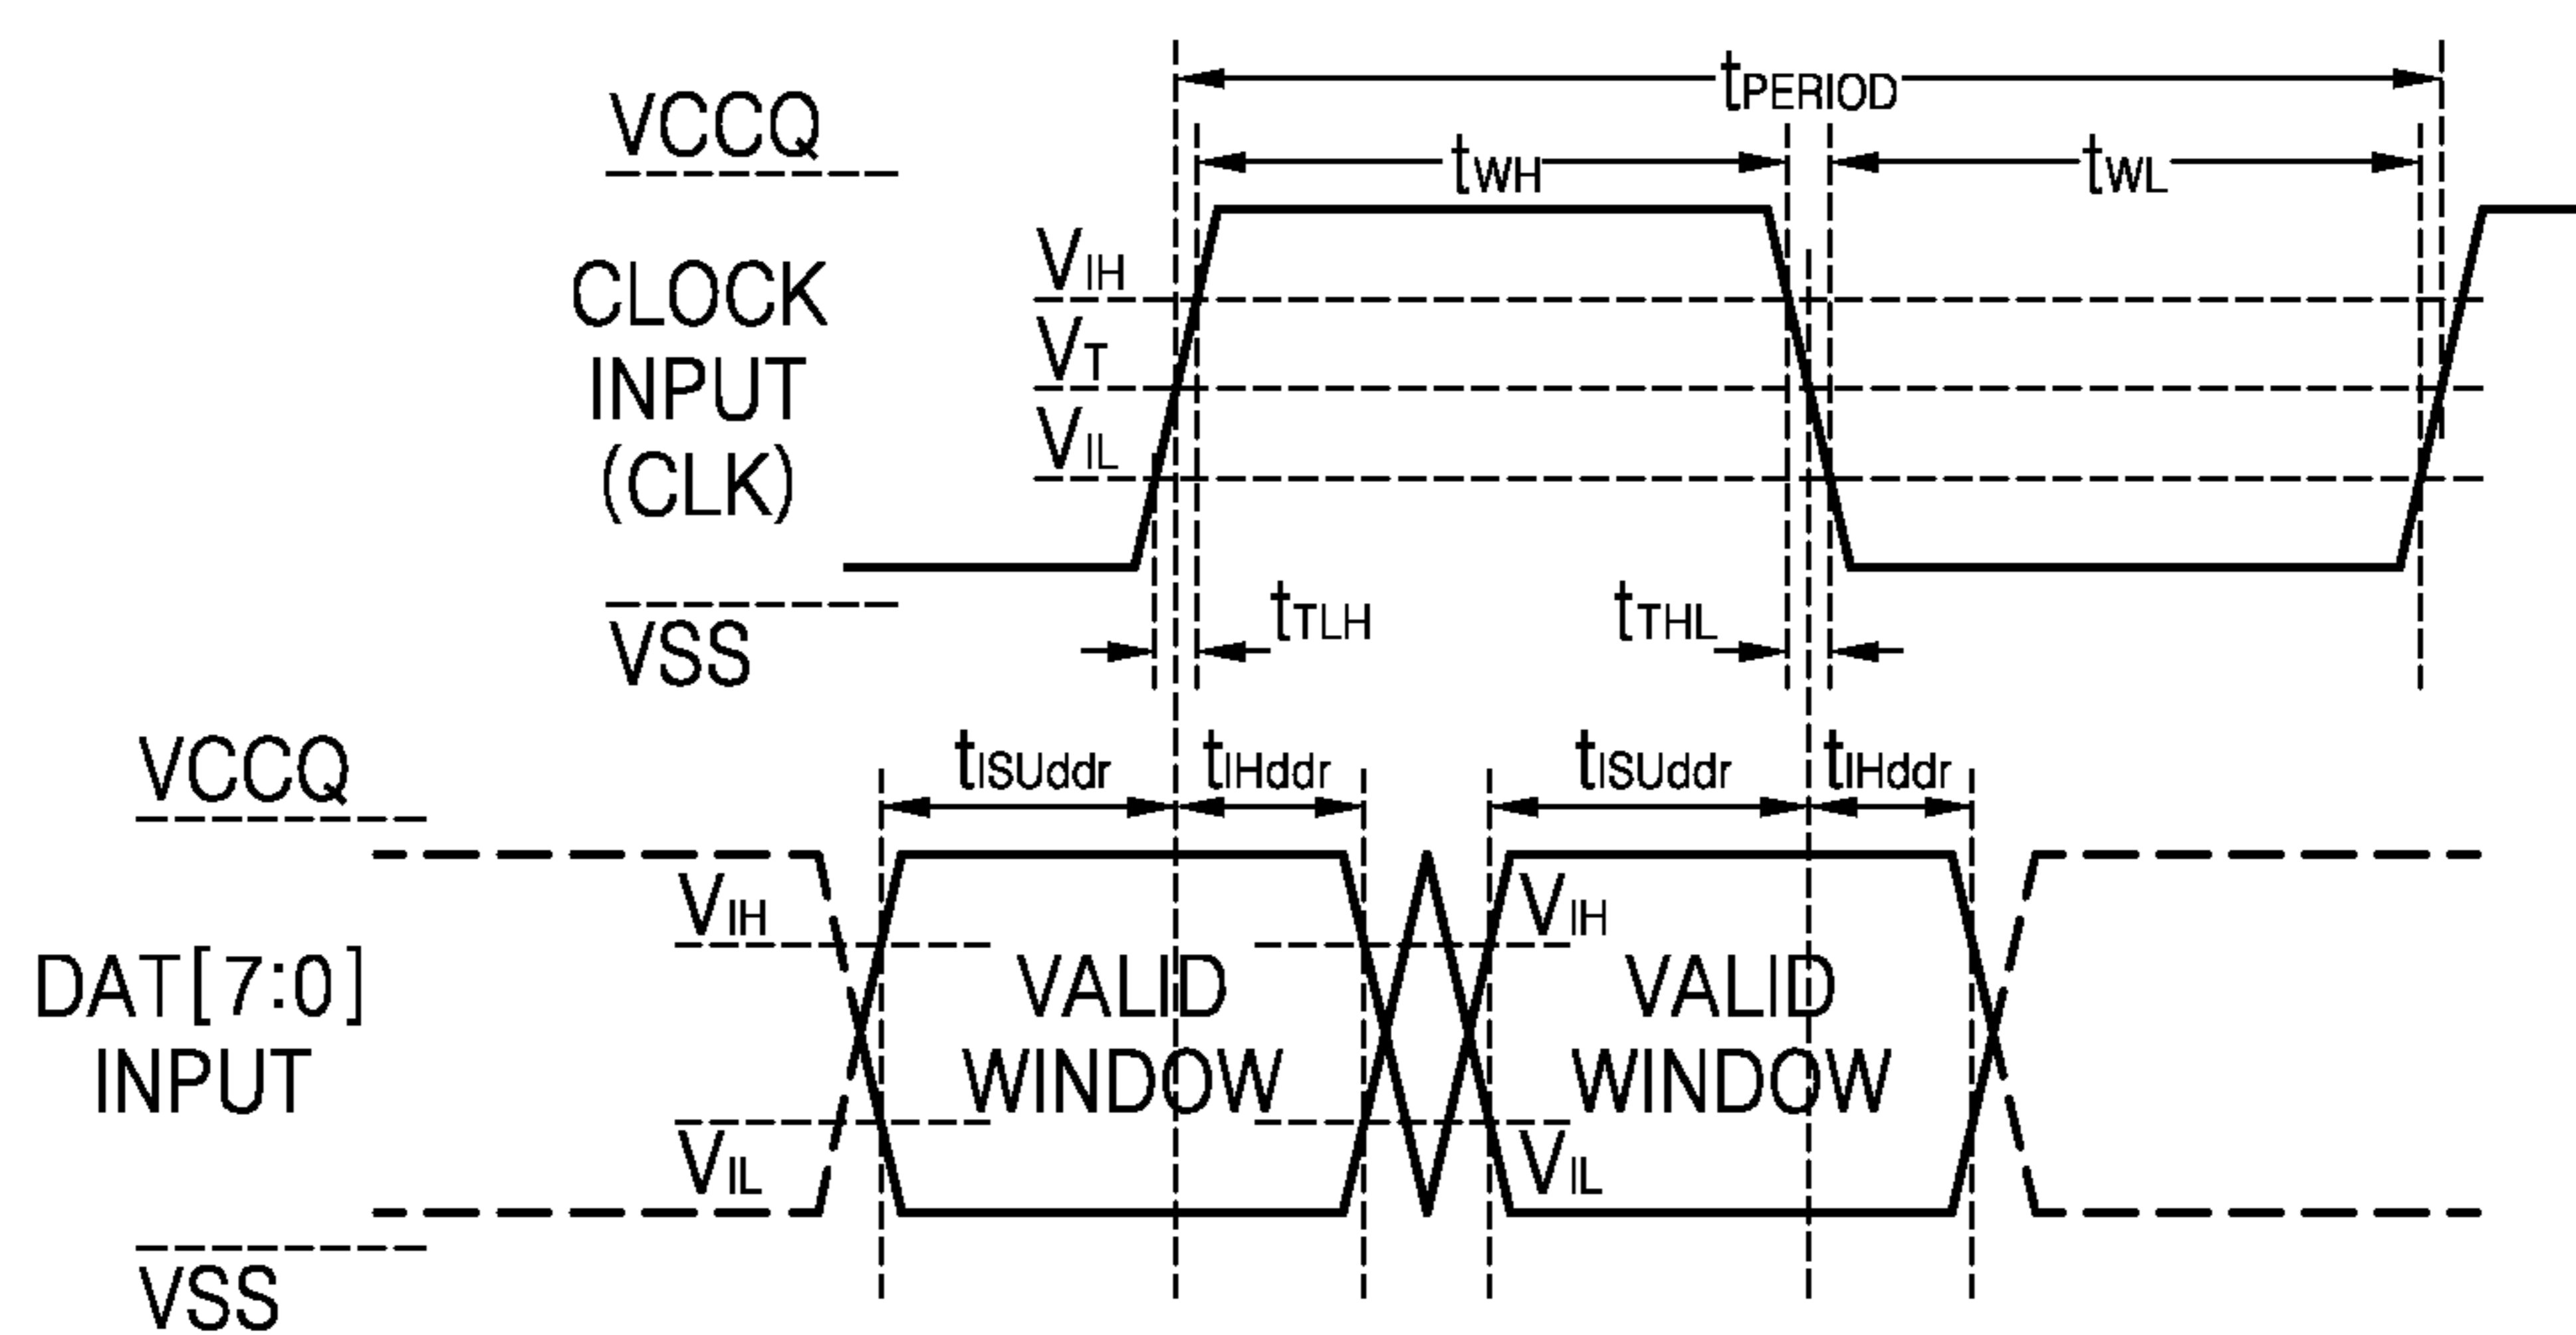 tPERIOD
VCCQ
tWH
tWL
VIH
CLOCK
INPUT
(CLK)
VT
VIL
tTLH
tTHL
VSS
tISUddr
tIHddr
tISUddr
tIHddr
VCCQ
VIH
VIH
DAT[7:0]
INPUT
VALID
WINDOW
VALID
WINDOW
VIL
VIL
VSS